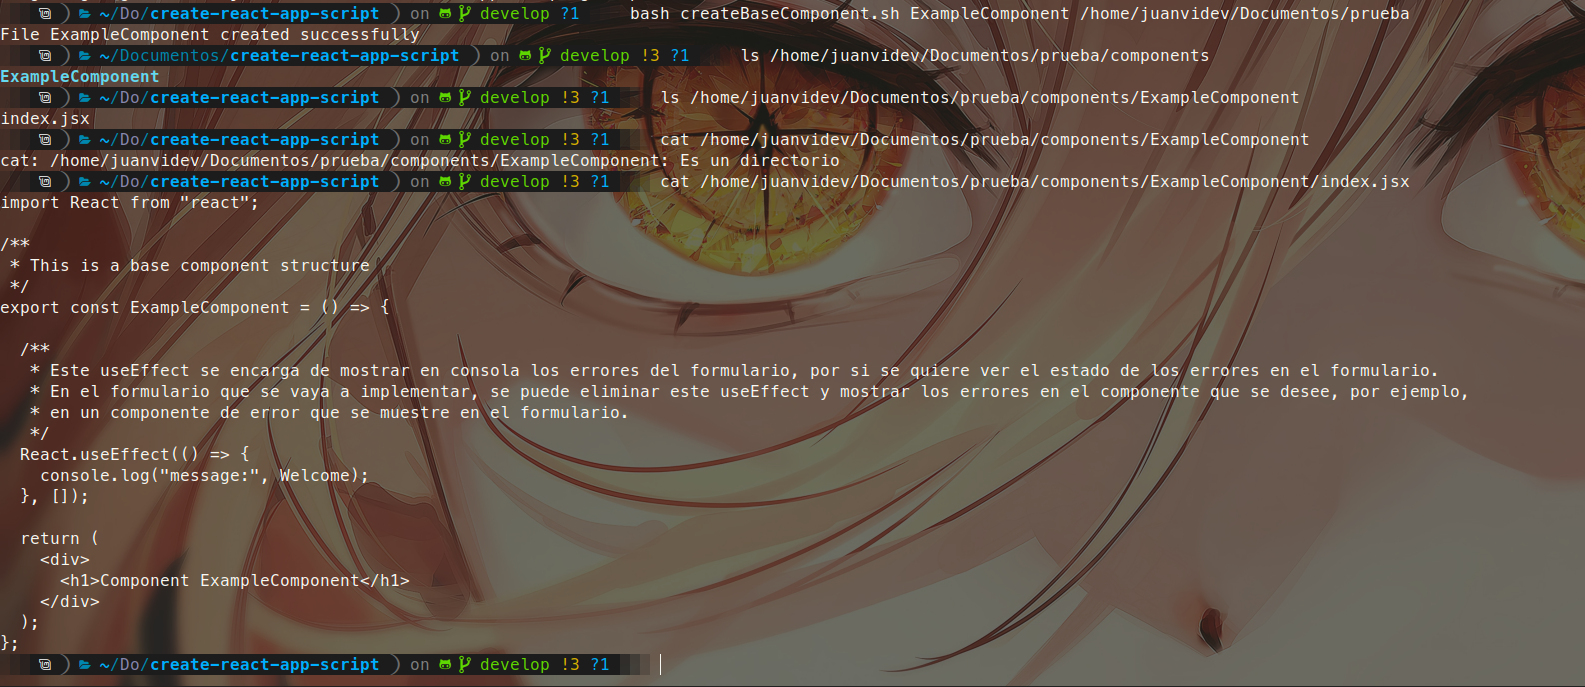 ~/Do/create-react-app-script ) on develop ?1 bash createBaseComponent.sh ExampleComponent /home/juanvidev/Documentos/prueba
File ExampleComponent created successfully
) ~/Documentos/create-react-app-script ) on develop !3 ?1 ls /home/juanvidev/Documentos/prueba/components
ExampleComponent
) ~/Do/create-react-app-script ) on develop !3 ?1 ls /home/juanvidev/Documentos/prueba/components/ExampleComponent
index.jsx
) ~/Do/create-react-app-script ) on develop !3 ?1 cat /home/juanvidev/Documentos/prueba/components/ExampleComponent
cat: /home/juanvidev/Documentos/prueba/components/ExampleComponent: Es un directorio
) ~/Do/create-react-app-script ) on develop !3 ?1 cat /home/juanvidev/Documentos/prueba/components/ExampleComponent/index.jsx
import React from "react";

/**
 * This is a base component structure
 */
export const ExampleComponent = () => {

  /**
   * Este useEffect se encarga de mostrar en consola los errores del formulario, por si se quiere ver el estado de los errores en el formulario.
   * En el formulario que se vaya a implementar, se puede eliminar este useEffect y mostrar los errores en el componente que se desee, por ejemplo,
   * en un componente de error que se muestre en el formulario.
   */
  React.useEffect(() => {
    console.log("message:", Welcome);
  }, []);

  return (
    <div>
      <h1>Component ExampleComponent</h1>
    </div>
  );
};
) ~/Do/create-react-app-script ) on develop !3 ?1